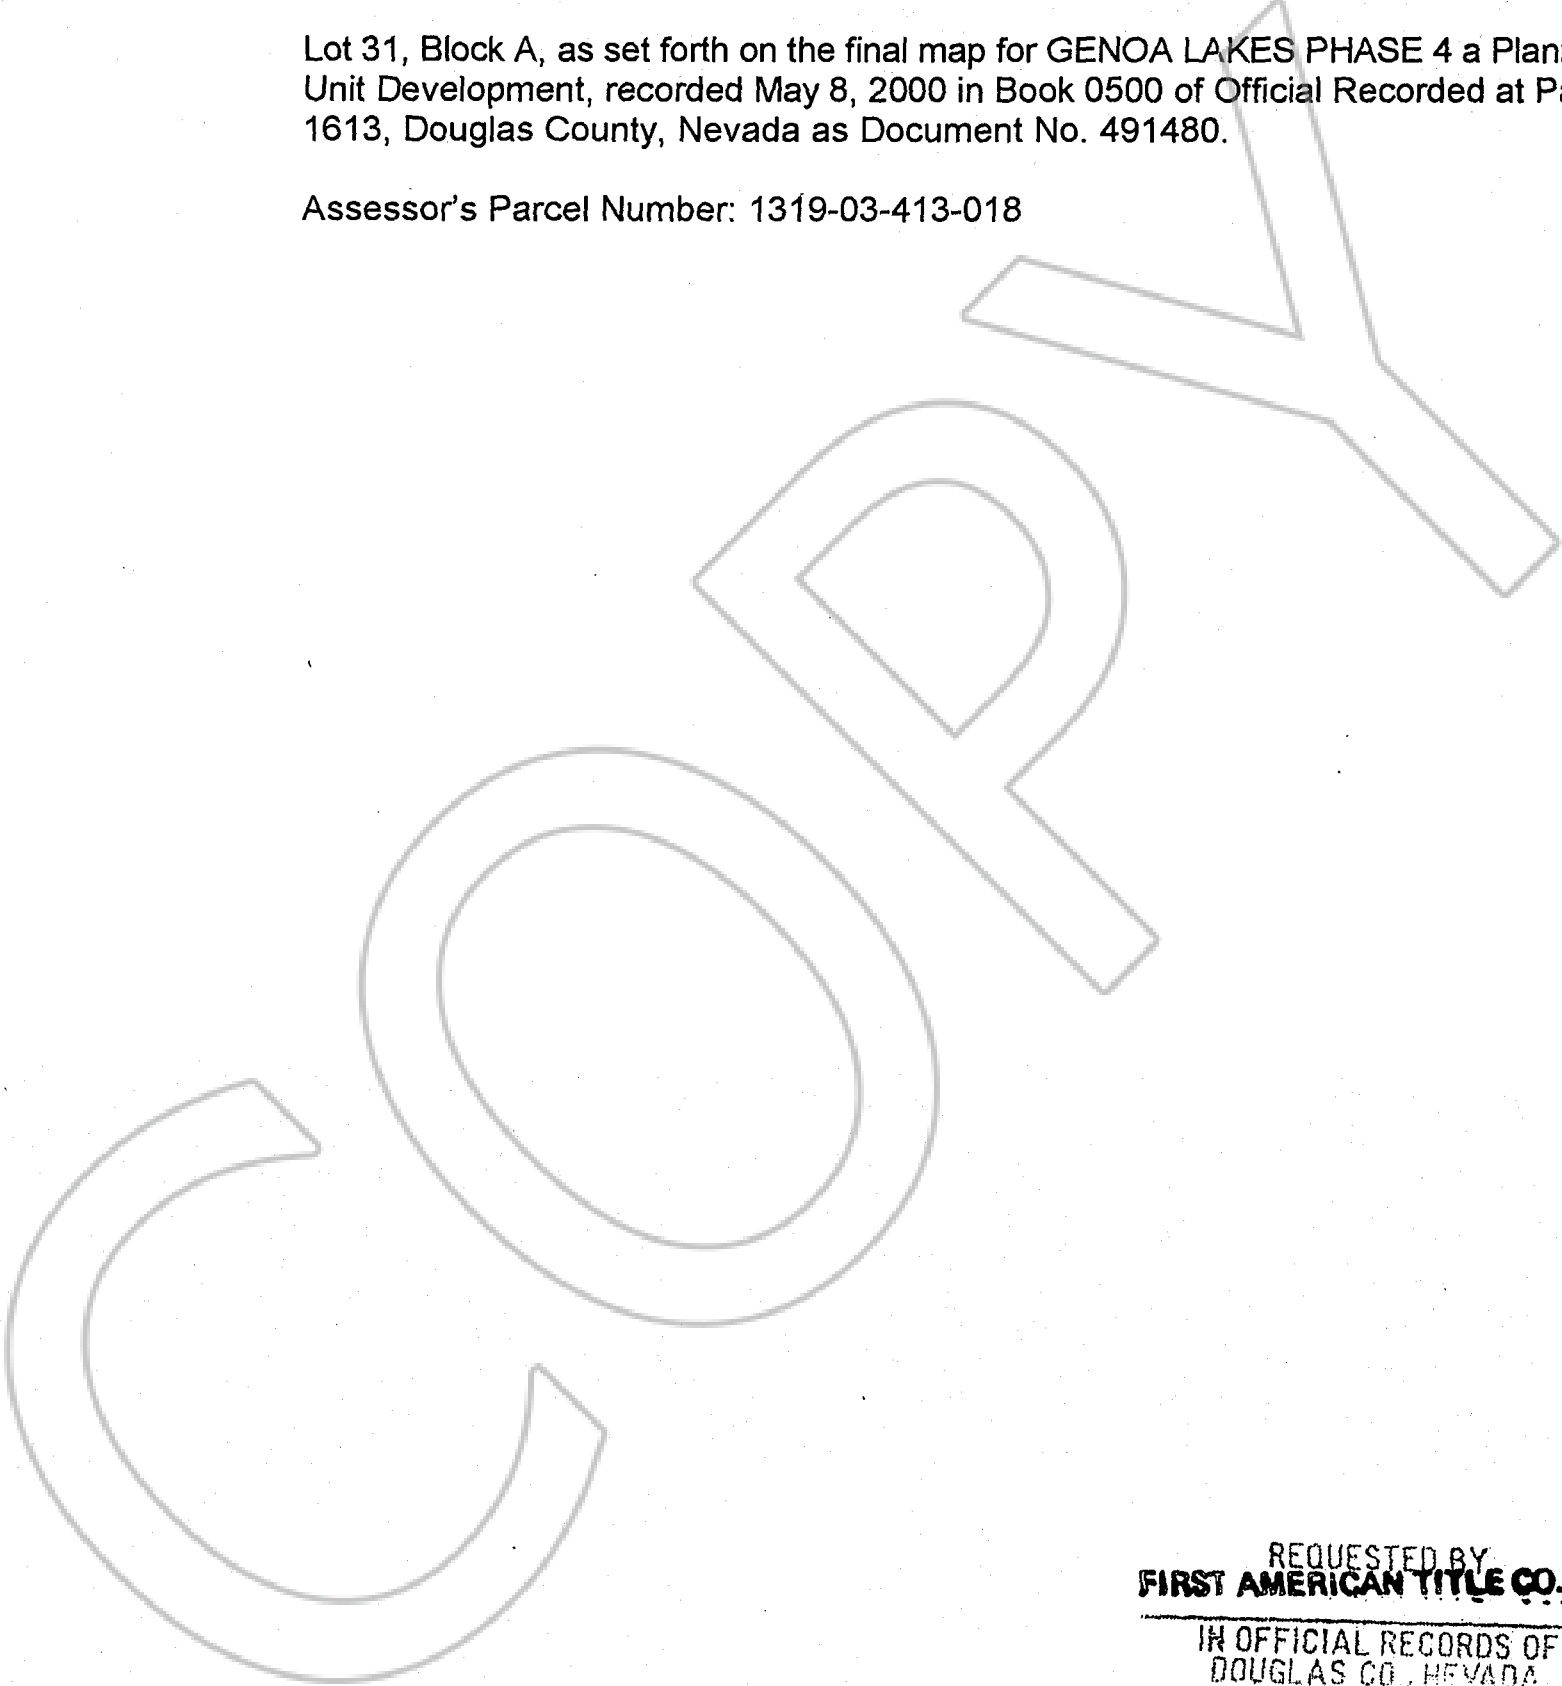 Lot 31, Block A, as set forth on the final map for GENOA LAKES PHASE 4 a
Unit Development, recorded May 8, 2000 in Book 0500 of Official Recorded at
1613, Douglas County, Nevada as Document No. 491480.
Assessor's Parcel Number: 1319-03-413-018
COPY
REQUESTED BY
FIRST AMERICAN TITLE CO.
IN OFFICIAL RECORDS OF
DOUGLAS CO., NEVADA